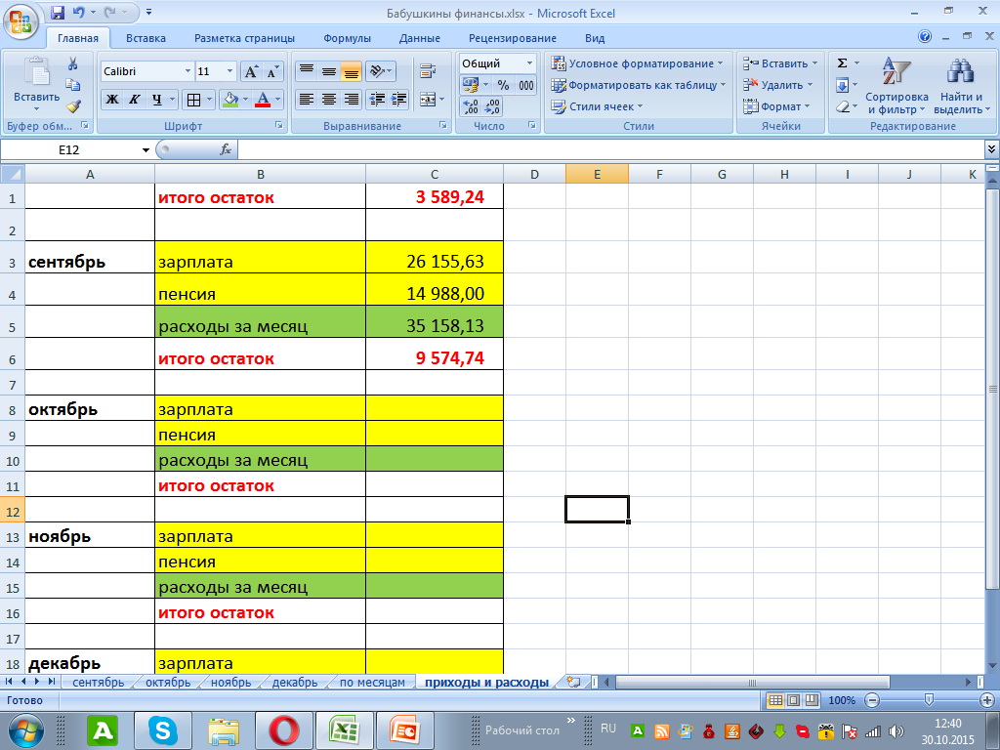 Бабушкины финансы.xlsx - Microsoft Excel
Главная Вставка Разметка страницы Формулы Данные Рецензирование Вид
Вставить
Calibri 11
Ж К Ч
Общий
% 000
Условное форматирование
Форматировать как таблицу
Стили ячеек
Вставить
Удалить
Формат
Σ
Сортировка и фильтр
Найти и выделить
Буфер обм... Шрифт Выравнивание Число Стили Ячейки Редактирование
E12 fx
A B C D E F G H I J K
1 итого остаток 3 589,24
2
3 сентябрь зарплата 26 155,63
4 пенсия 14 988,00
5 расходы за месяц 35 158,13
6 итого остаток 9 574,74
7
8 октябрь зарплата
9 пенсия
10 расходы за месяц
11 итого остаток
12
13 ноябрь зарплата
14 пенсия
15 расходы за месяц
16 итого остаток
17
18 декабрь зарплата
сентябрь октябрь ноябрь декабрь по месяцам приходы и расходы
Готово 100%
Рабочий стол » RU 12:40
30.10.2015